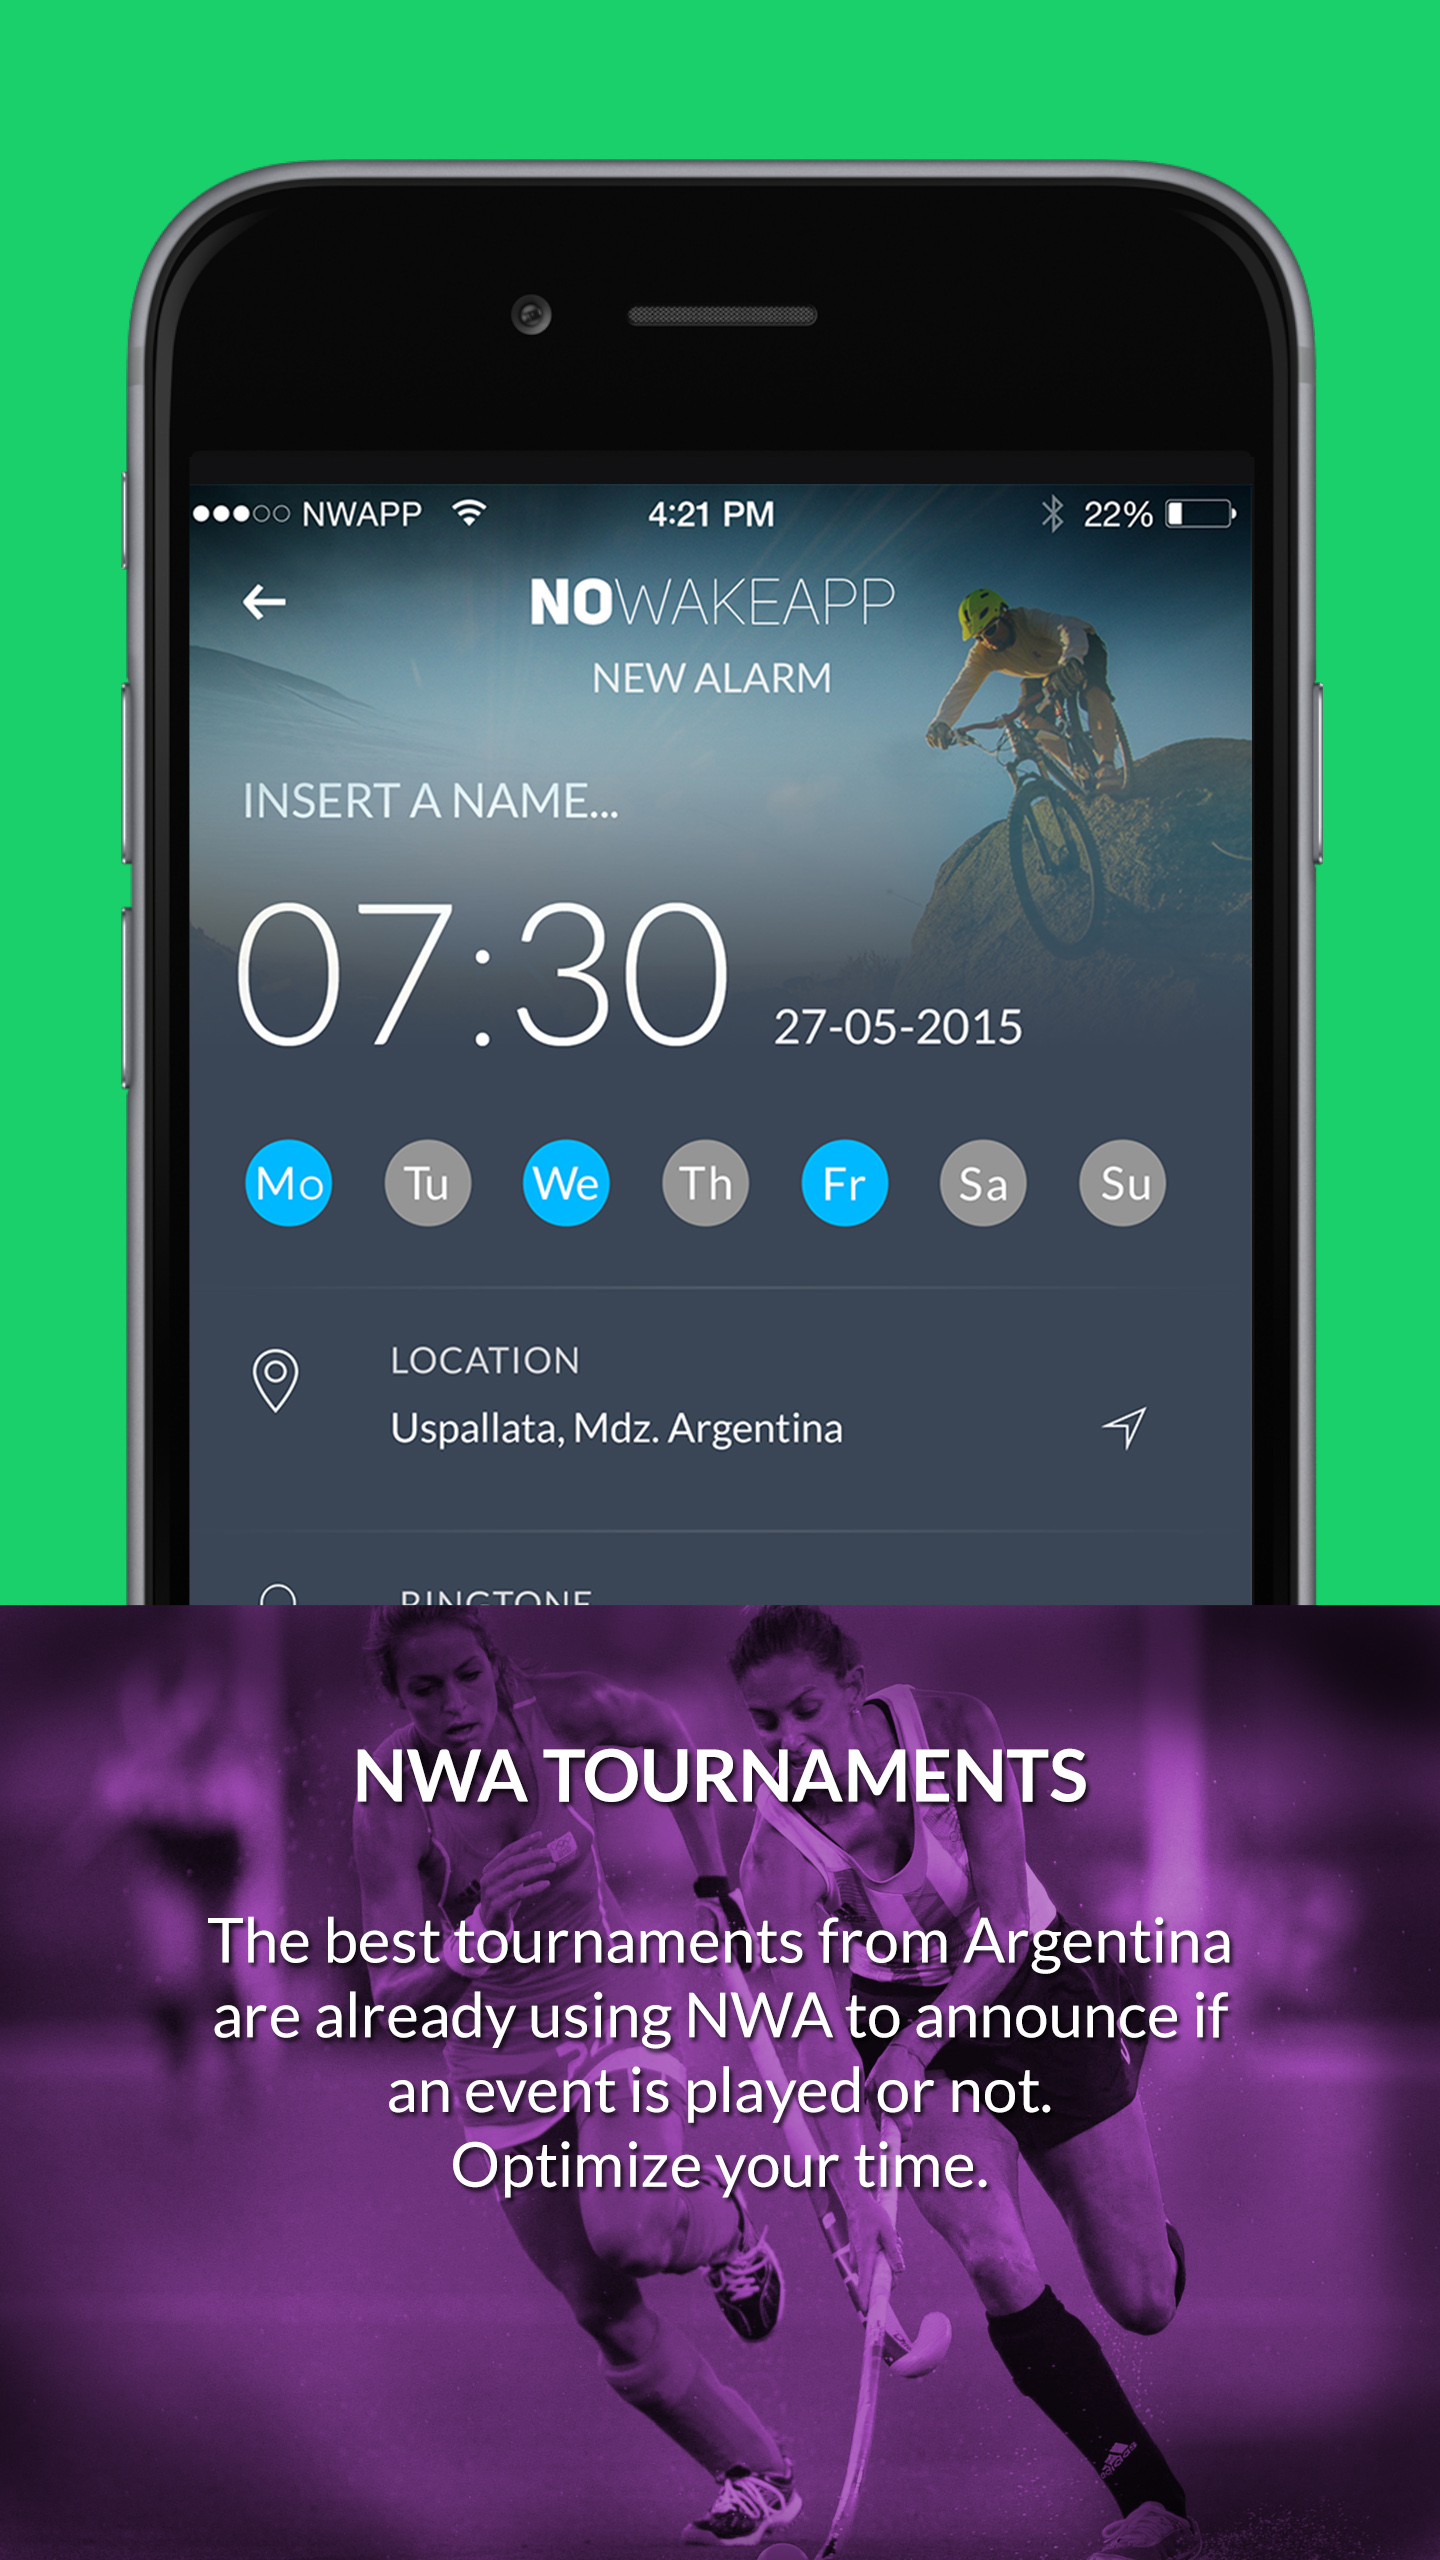 NWAPP 4:21 PM 22%
NOWAKEAPP
NEW ALARM
INSERT A NAME...
07:30 27-05-2015
Mo Tu We Th Fr Sa Su
LOCATION
Uspallata, Mdz. Argentina
RINGTONE
NWA TOURNAMENTS
The best tournaments from Argentina
are already using NWA to announce if
an event is played or not.
Optimize your time.
adidas